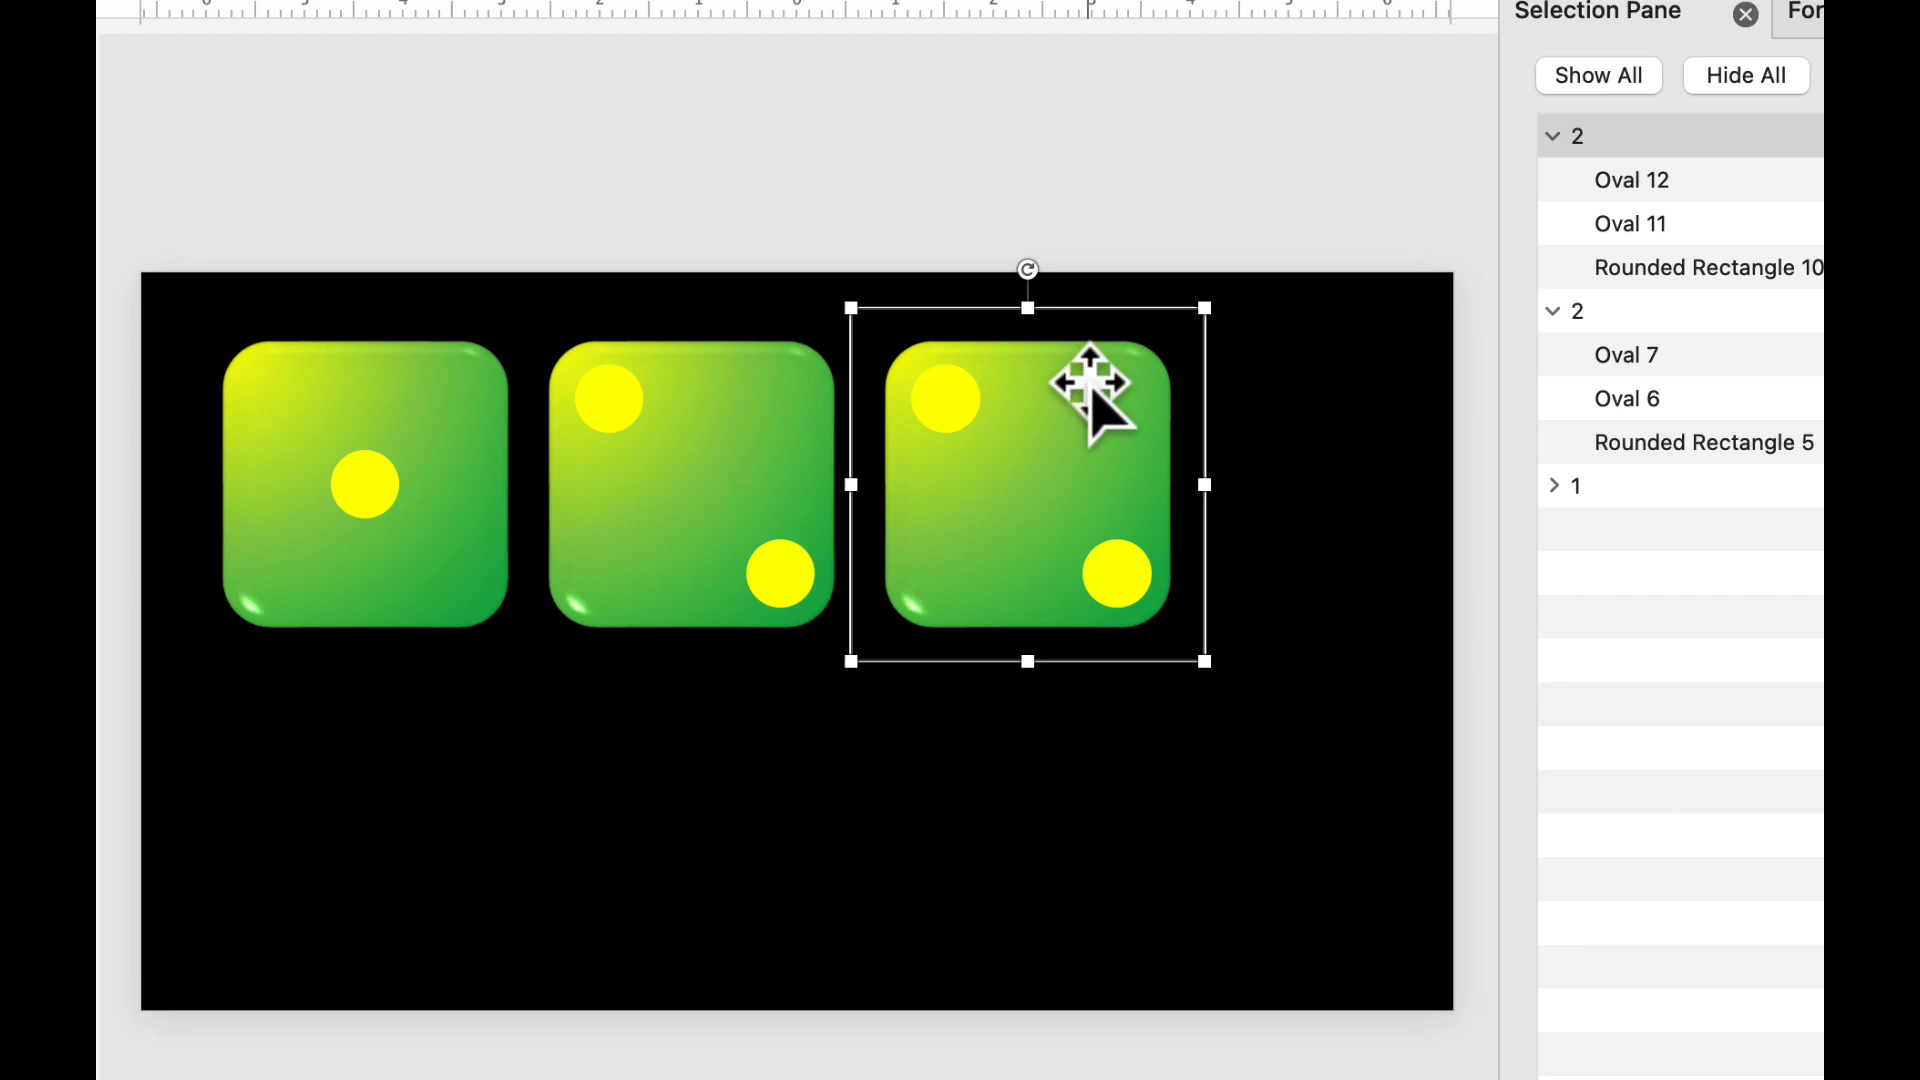 Selection Pane
For
Show All
Hide All
2
Oval 12
Oval 11
Rounded Rectangle 10
2
Oval 7
Oval 6
Rounded Rectangle 5
1